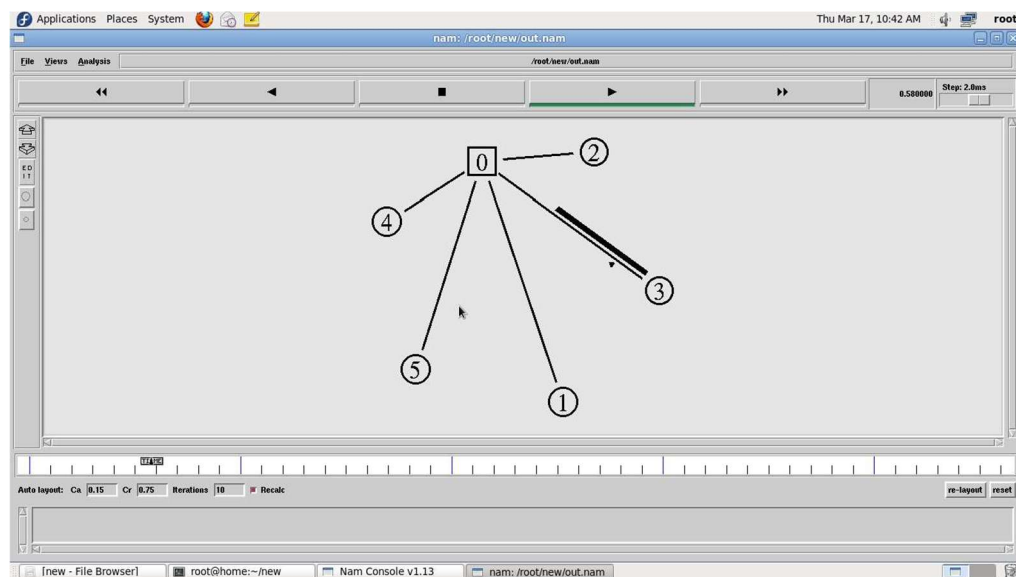 Applications Places System Thu Mar 17, 10:42 AM root
nam: /root/new/out.nam
File Views Analysis /root/new/out.nam
0.580000 Step: 2.0ms
E D
I T
0
2
4
3
5
1
TIME
Auto layout: Ca 0.15 Cr 0.75 Iterations 10 Recalc re-layout reset
[new - File Browser] root@home:~/new Nam Console v1.13 nam: /root/new/out.nam